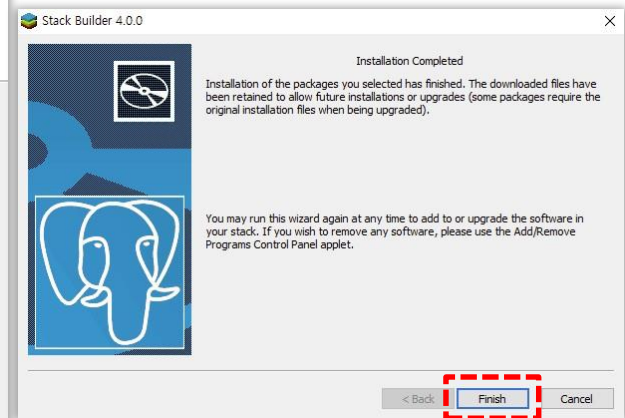 Stack Builder 4.0.0
Installation Completed
Installation of the packages you selected has finished. The downloaded files have
been retained to allow future installations or upgrades (some packages require the
original installation files when being upgraded).
You may run this wizard again at any time to add to or upgrade the software in
your stack. If you wish to remove any software, please use the Add/Remove
Programs Control Panel applet.
< Back Finish Cancel